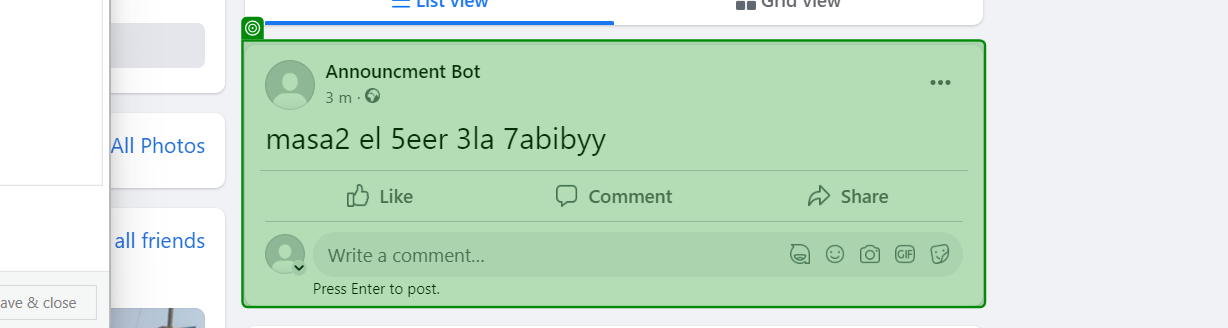 List view
Grid view
Announcment Bot
3 m ·
masa2 el 5eer 3la 7abibyy
All Photos
Like
Comment
Share
all friends
Write a comment...
GIF
Press Enter to post.
ave & close